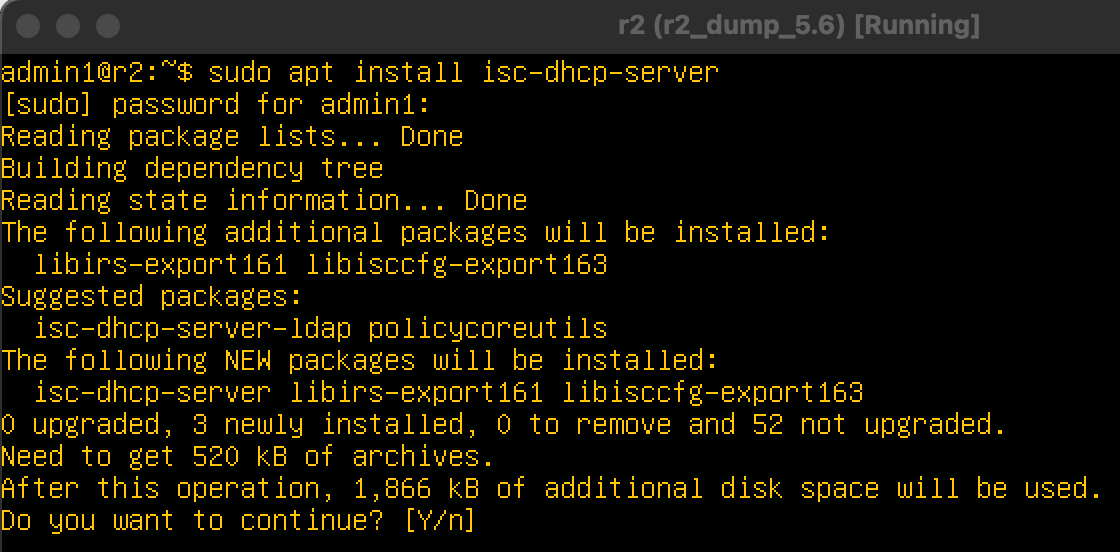 r2 (r2_dump_5.6) [Running]
admin1@r2:~$ sudo apt install isc-dhcp-server
[sudo] password for admin1:
Reading package lists... Done
Building dependency tree
Reading state information... Done
The following additional packages will be installed:
  libirs-export161 libisccfg-export163
Suggested packages:
  isc-dhcp-server-ldap policycoreutils
The following NEW packages will be installed:
  isc-dhcp-server libirs-export161 libisccfg-export163
0 upgraded, 3 newly installed, 0 to remove and 52 not upgraded.
Need to get 520 kB of archives.
After this operation, 1,866 kB of additional disk space will be used.
Do you want to continue? [Y/n]